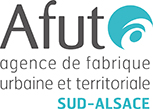 Afut
agence de fabrique
urbaine et territoriale
SUD-ALSACE